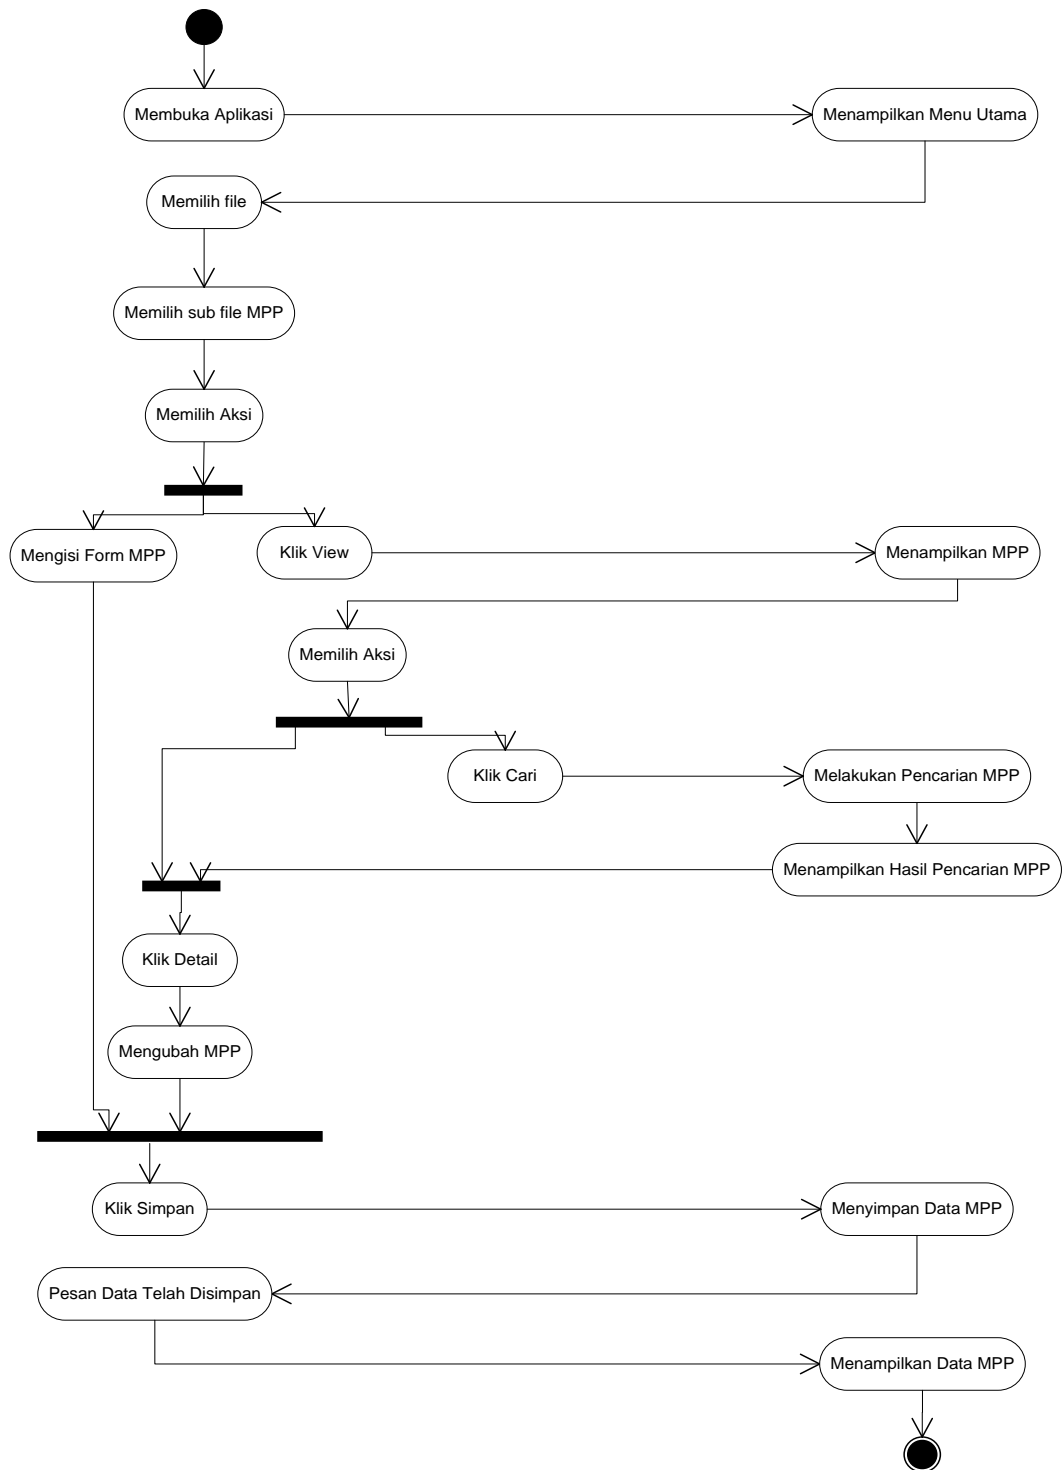 Membuka Aplikasi
Menampilkan Menu Utama
Memilih file
Memilih sub file MPP
Memilih Aksi
Mengisi Form MPP
Klik View
Menampilkan MPP
Memilih Aksi
Klik Cari
Melakukan Pencarian MPP
Menampilkan Hasil Pencarian MPP
Klik Detail
Mengubah MPP
Klik Simpan
Menyimpan Data MPP
Pesan Data Telah Disimpan
Menampilkan Data MPP